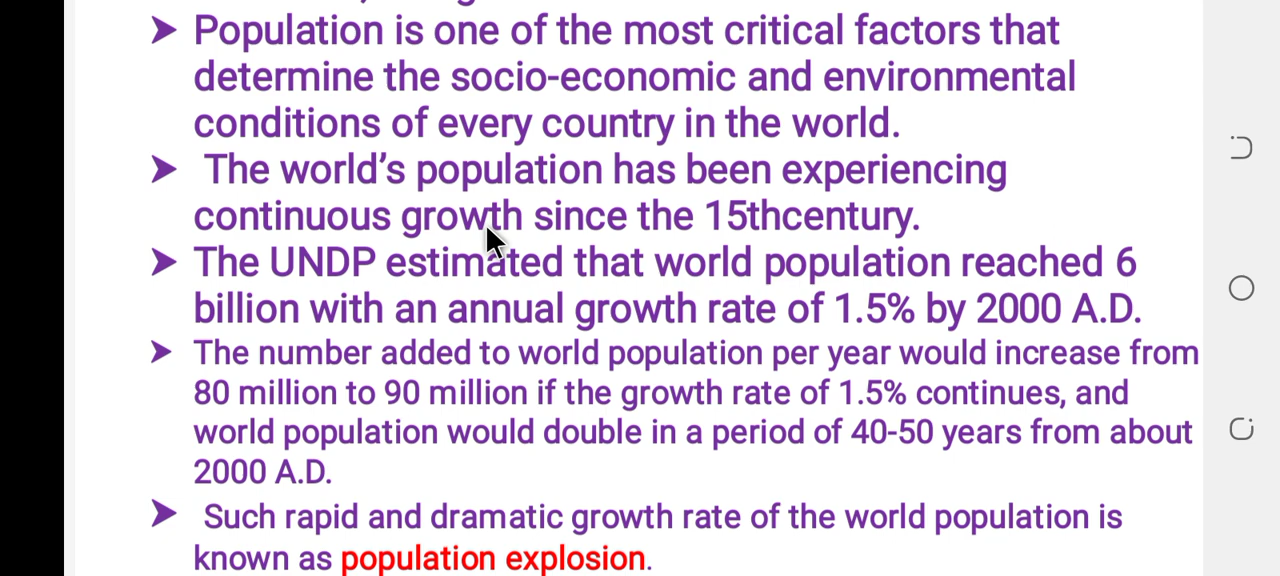 ➤ Population is one of the most critical factors that
determine the socio-economic and environmental
conditions of every country in the world.
➤ The world’s population has been experiencing
continuous growth since the 15thcentury.
➤ The UNDP estimated that world population reached 6
billion with an annual growth rate of 1.5% by 2000 A.D.
➤ The number added to world population per year would increase from
80 million to 90 million if the growth rate of 1.5% continues, and
world population would double in a period of 40-50 years from about
2000 A.D.
➤ Such rapid and dramatic growth rate of the world population is
known as population explosion.